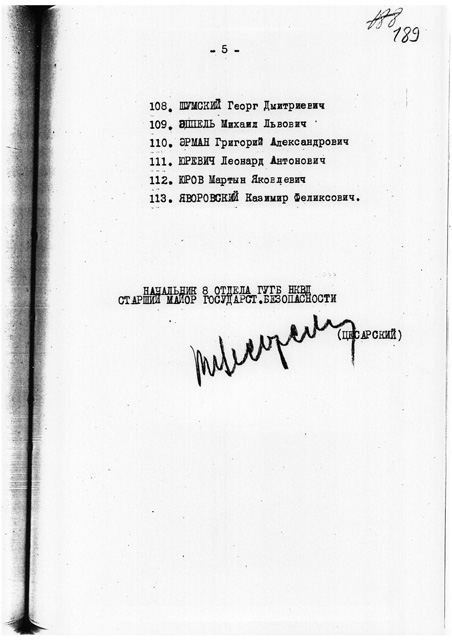 188
189
- 5 -
108. ШУМСКИЙ Георг Дмитриевич
109. ЭППЕЛЬ Михаил Львович
110. ЭРМАН Григорий Александрович
111. ЮРЕВИЧ Леонард Антонович
112. ЮРОВ Мартын Яковлевич
113. ЯВОРОВСКИЙ Казимир Феликсович.
НАЧАЛЬНИК 8 ОТДЕЛА ГУГБ НКВД
СТАРШИЙ МАЙОР ГОСУДАРСТ.БЕЗОПАСНОСТИ
(ЦЕСАРСКИЙ)